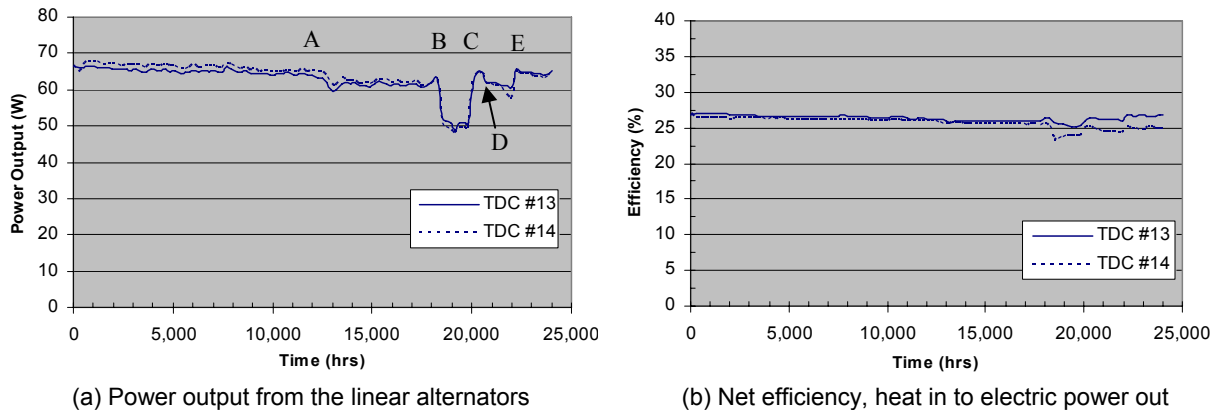 80
70
60
50
40
30
20
10
0
Power Output (W)
A
B
C
E
D
TDC #13
TDC #14
0
5,000
10,000
15,000
20,000
25,000
Time (hrs)
(a) Power output from the linear alternators
40
35
30
25
20
15
10
5
0
Efficiency (%)
TDC #13
TDC #14
0
5,000
10,000
15,000
20,000
25,000
Time (hrs)
(b) Net efficiency, heat in to electric power out